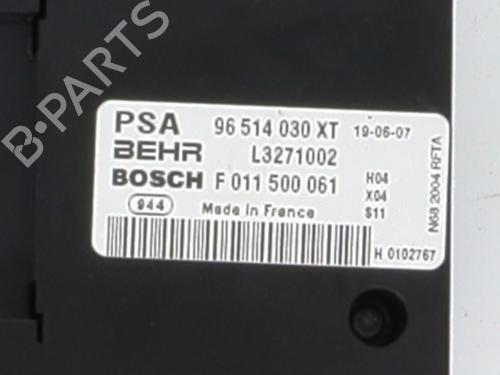 PSA 96 514 030 XT 19-06-07
BEHR L3271002
BOSCH F 011 500 061
H04
X04
S11
944 Made in France
H 0102767
N68 2004 RFTA
B-PARTS